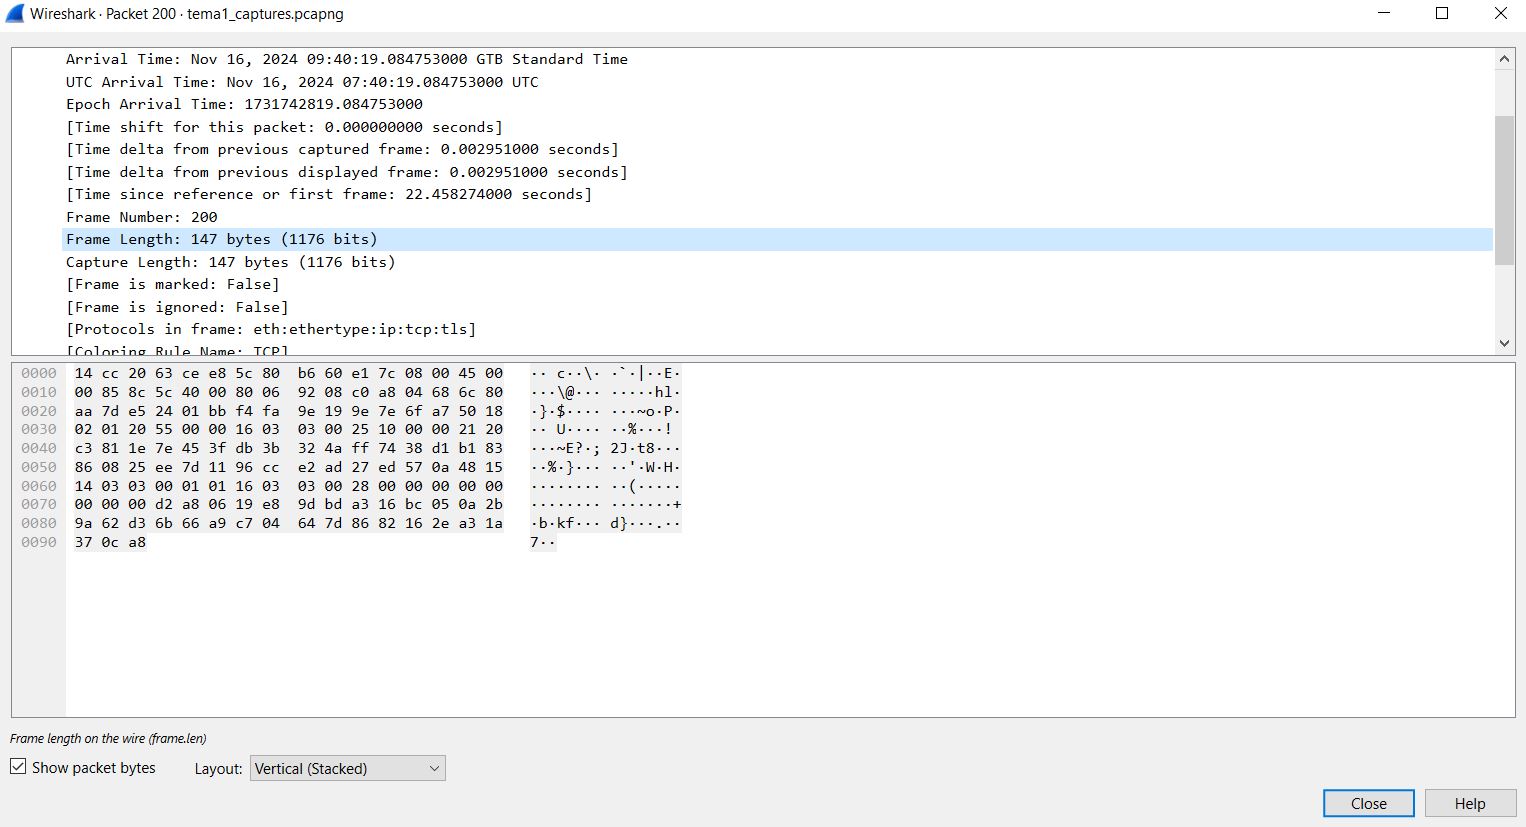 Wireshark · Packet 200 · tema1_captures.pcapng
Arrival Time: Nov 16, 2024 09:40:19.084753000 GTB Standard Time
UTC Arrival Time: Nov 16, 2024 07:40:19.084753000 UTC
Epoch Arrival Time: 1731742819.084753000
[Time shift for this packet: 0.000000000 seconds]
[Time delta from previous captured frame: 0.002951000 seconds]
[Time delta from previous displayed frame: 0.002951000 seconds]
[Time since reference or first frame: 22.458274000 seconds]
Frame Number: 200
Frame Length: 147 bytes (1176 bits)
Capture Length: 147 bytes (1176 bits)
[Frame is marked: False]
[Frame is ignored: False]
[Protocols in frame: eth:ethertype:ip:tcp:tls]
[Coloring Rule Name: TCP]
0000 14 cc 20 63 ce e8 5c 80 b6 60 e1 7c 08 00 45 00 ·· c··\· ·`·|··E·
0010 00 85 8c 5c 40 00 80 06 92 08 c0 a8 04 68 6c 80 ···\@··· ·····hl·
0020 aa 7d e5 24 01 bb f4 fa 9e 19 9e 7e 6f a7 50 18 ·}·$···· ···~o·P·
0030 02 01 20 55 00 00 16 03 03 00 25 10 00 00 21 20 ·· U···· ··%···!
0040 c3 81 1e 7e 45 3f db 3b 32 4a ff 74 38 d1 b1 83 ···~E?·; 2J·t8···
0050 86 08 25 ee 7d 11 96 cc e2 ad 27 ed 57 0a 48 15 ··%·}··· ··'·W·H·
0060 14 03 03 00 01 01 16 03 03 00 28 00 00 00 00 00 ········ ··(·····
0070 00 00 00 d2 a8 06 19 e8 9d bd a3 16 bc 05 0a 2b ········ ·······+
0080 9a 62 d3 6b 66 a9 c7 04 64 7d 86 82 16 2e a3 1a ·b·kf··· d}···.··
0090 37 0c a8 7··
Frame length on the wire (frame.len)
Show packet bytes Layout: Vertical (Stacked)
Close Help